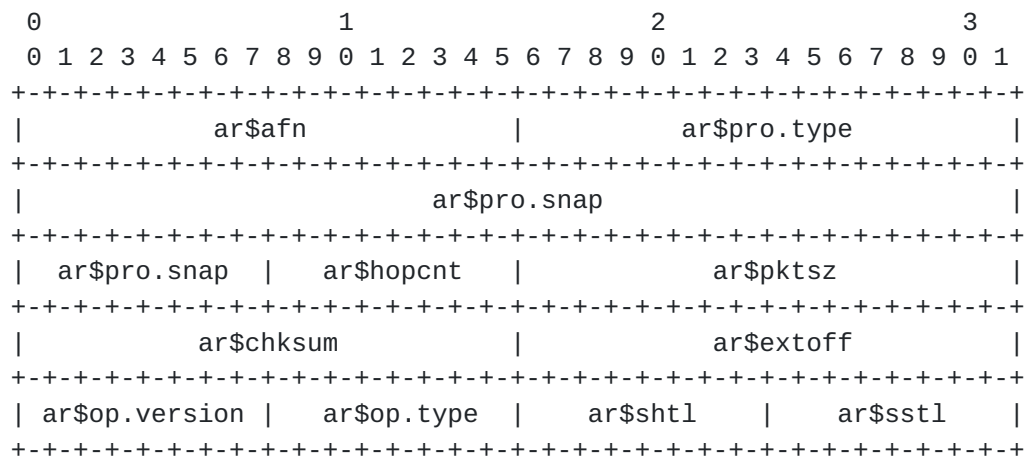 0                   1                   2                   3
 0 1 2 3 4 5 6 7 8 9 0 1 2 3 4 5 6 7 8 9 0 1 2 3 4 5 6 7 8 9 0 1
+-+-+-+-+-+-+-+-+-+-+-+-+-+-+-+-+-+-+-+-+-+-+-+-+-+-+-+-+-+-+-+-+
|            ar$afn             |          ar$pro.type          |
+-+-+-+-+-+-+-+-+-+-+-+-+-+-+-+-+-+-+-+-+-+-+-+-+-+-+-+-+-+-+-+-+
|                          ar$pro.snap                          |
+-+-+-+-+-+-+-+-+-+-+-+-+-+-+-+-+-+-+-+-+-+-+-+-+-+-+-+-+-+-+-+-+
|  ar$pro.snap  |   ar$hopcnt   |            ar$pktsz           |
+-+-+-+-+-+-+-+-+-+-+-+-+-+-+-+-+-+-+-+-+-+-+-+-+-+-+-+-+-+-+-+-+
|           ar$chksum           |            ar$extoff          |
+-+-+-+-+-+-+-+-+-+-+-+-+-+-+-+-+-+-+-+-+-+-+-+-+-+-+-+-+-+-+-+-+
| ar$op.version |   ar$op.type  |    ar$shtl    |    ar$sstl    |
+-+-+-+-+-+-+-+-+-+-+-+-+-+-+-+-+-+-+-+-+-+-+-+-+-+-+-+-+-+-+-+-+